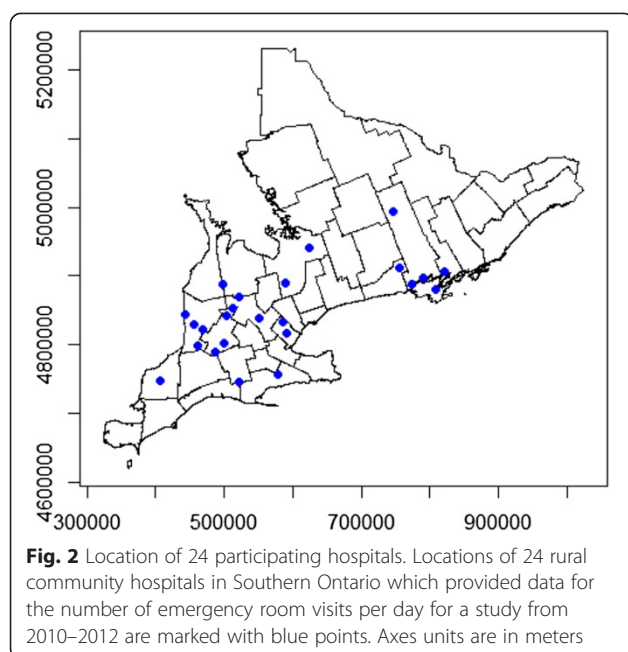 5200000
5000000
4800000
4600000
300000 500000 700000 900000
Fig. 2 Location of 24 participating hospitals. Locations of 24 rural
community hospitals in Southern Ontario which provided data for
the number of emergency room visits per day for a study from
2010–2012 are marked with blue points. Axes units are in meters